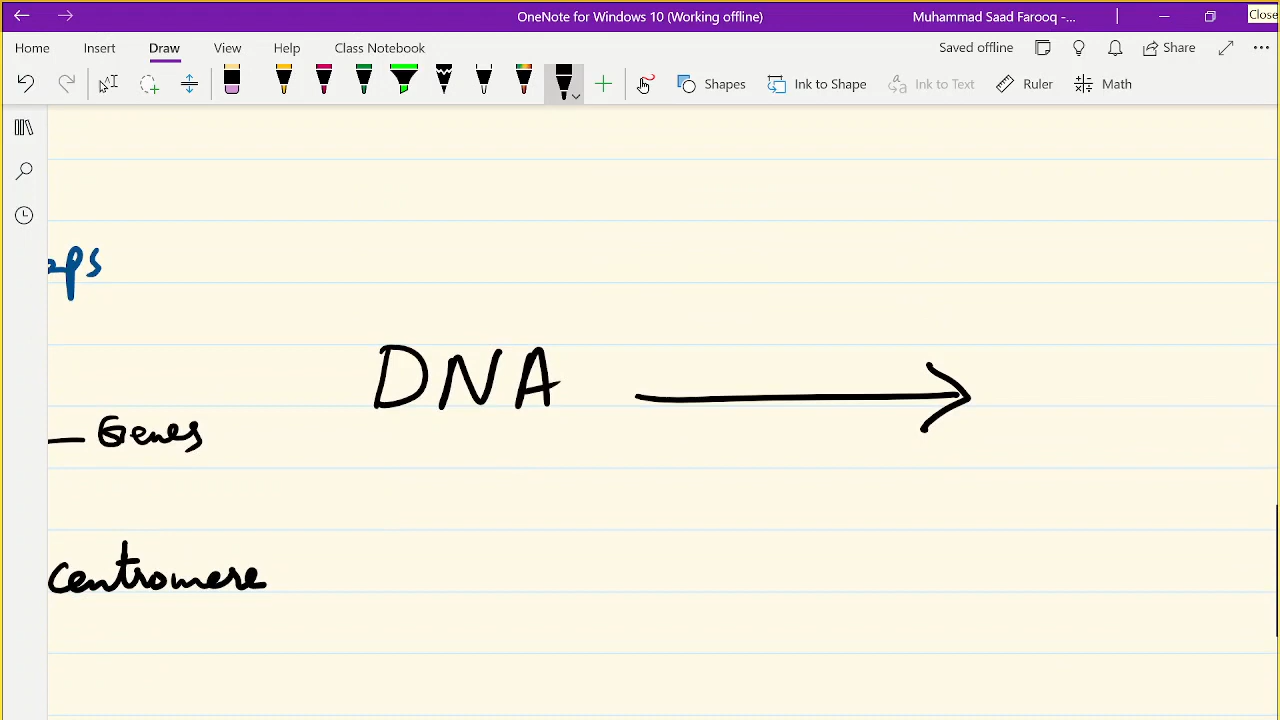 OneNote for Windows 10 (Working offline)
Muhammad Saad Farooq -...
Close
Home Insert Draw View Help Class Notebook
Saved offline
Share
Shapes
Ink to Shape
Ink to Text
Ruler
Math
aps
DNA
Genes
centromere